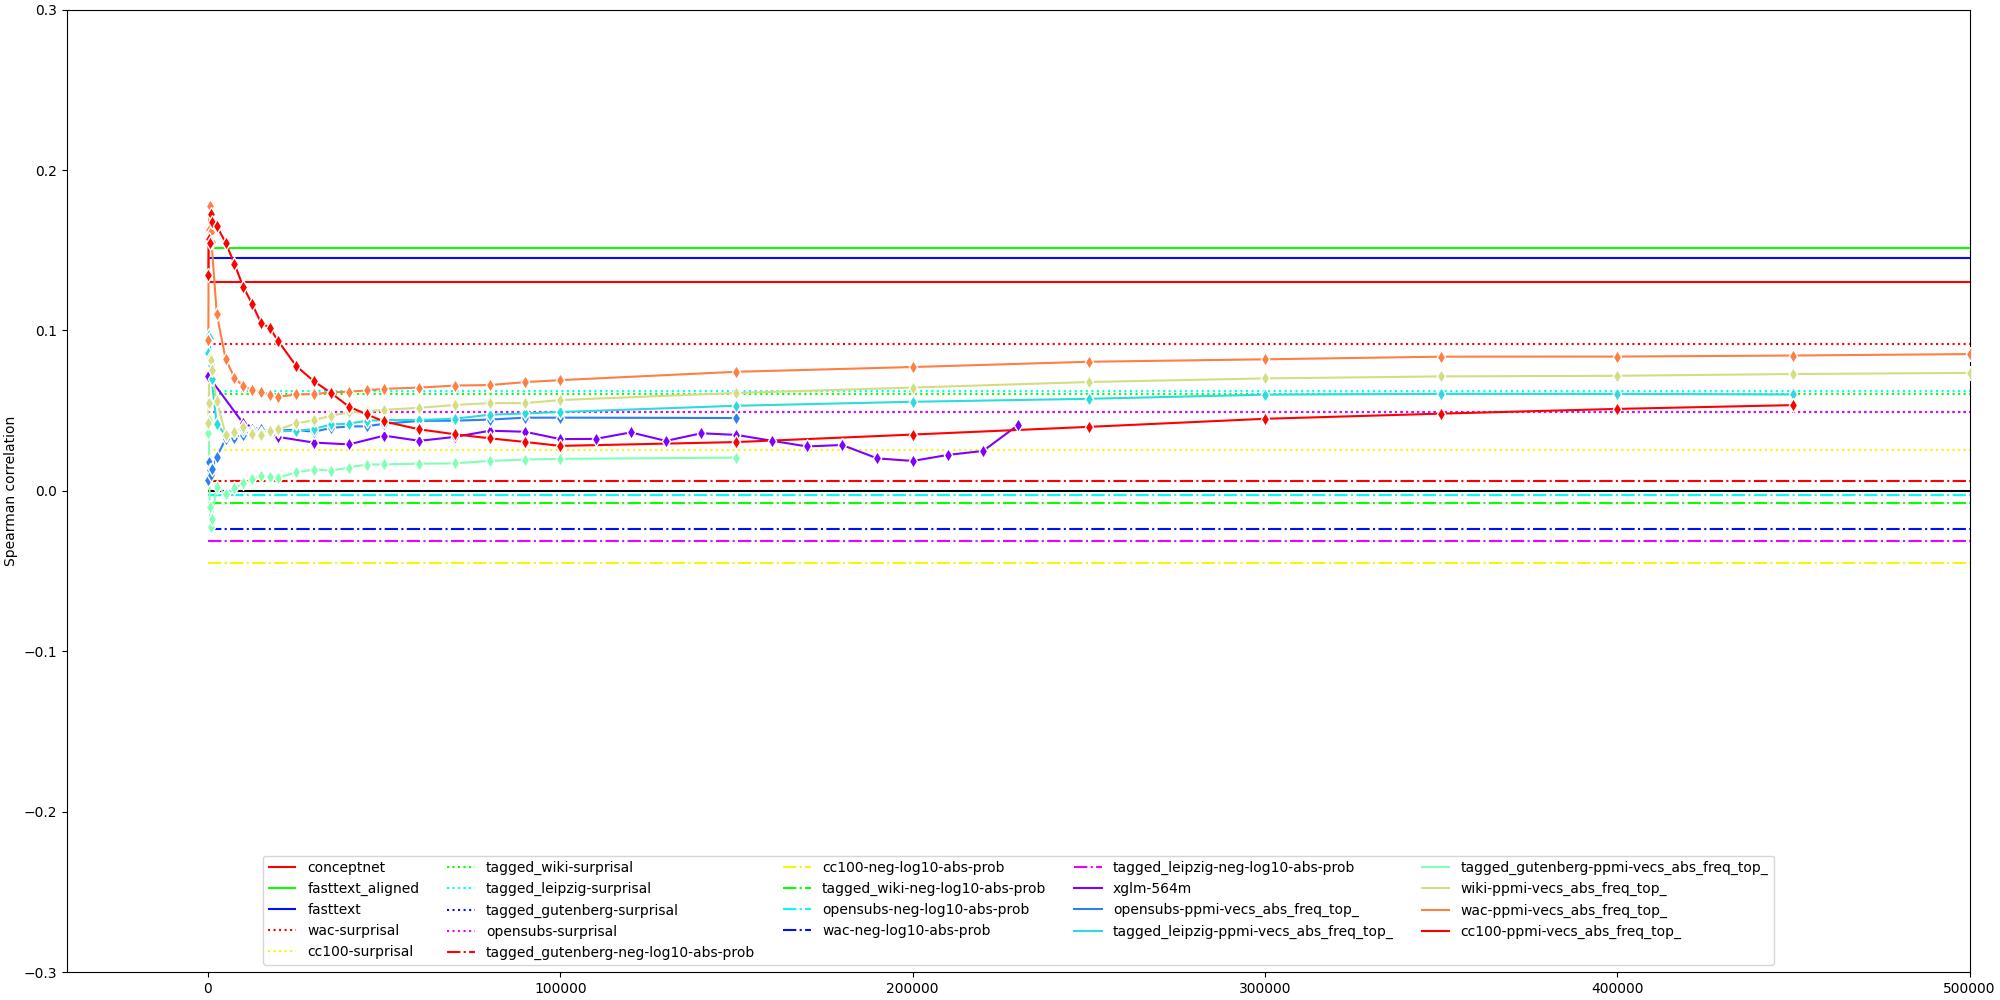 0.3
0.2
0.1
0.0
−0.1
−0.2
−0.3
Spearman correlation
conceptnet
fasttext_aligned
fasttext
wac-surprisal
cc100-surprisal
tagged_wiki-surprisal
tagged_leipzig-surprisal
tagged_gutenberg-surprisal
opensubs-surprisal
tagged_gutenberg-neg-log10-abs-prob
cc100-neg-log10-abs-prob
tagged_wiki-neg-log10-abs-prob
opensubs-neg-log10-abs-prob
wac-neg-log10-abs-prob
tagged_leipzig-neg-log10-abs-prob
xglm-564m
opensubs-ppmi-vecs_abs_freq_top_
tagged_leipzig-ppmi-vecs_abs_freq_top_
tagged_gutenberg-ppmi-vecs_abs_freq_top_
wiki-ppmi-vecs_abs_freq_top_
wac-ppmi-vecs_abs_freq_top_
cc100-ppmi-vecs_abs_freq_top_
0 100000 200000 300000 400000 500000